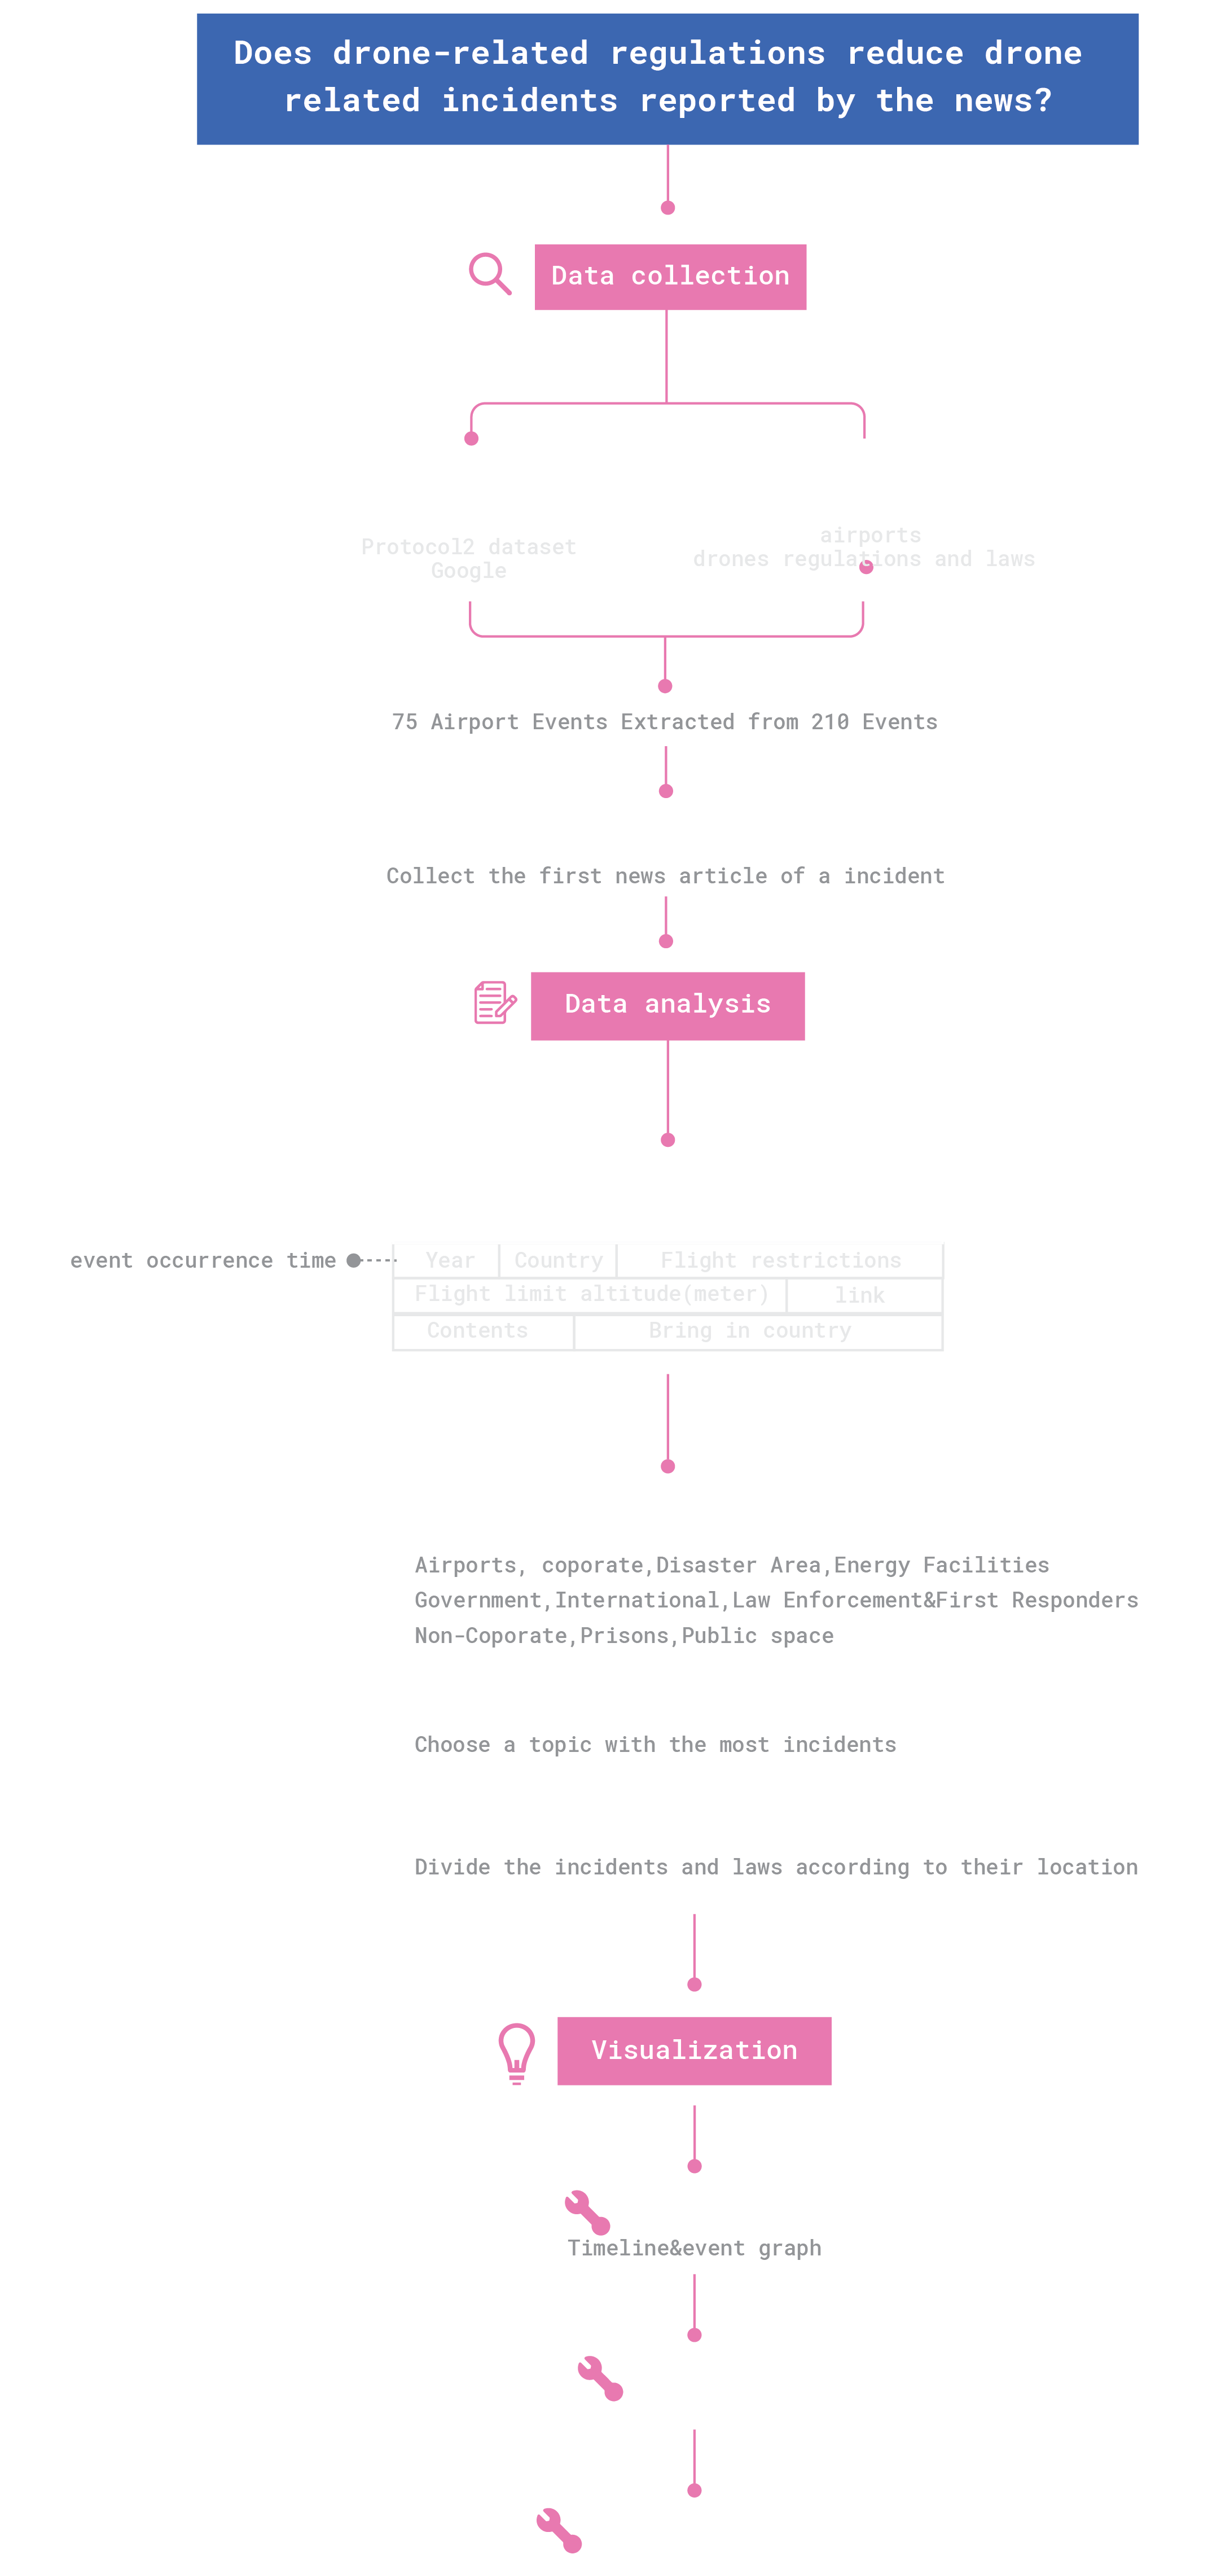 Does drone-related regulations reduce drone
related incidents reported by the news?
Data collection
Protocol2 dataset
Google
airports
drones regulations and laws
75 Airport Events Extracted from 210 Events
Collect the first news article of a incident
Data analysis
event occurrence time
Year Country Flight restrictions
Flight limit altitude(meter) link
Contents Bring in country
Airports, coporate,Disaster Area,Energy Facilities
Government,International,Law Enforcement&First Responders
Non-Coporate,Prisons,Public space
Choose a topic with the most incidents
Divide the incidents and laws according to their location
Visualization
Timeline&event graph